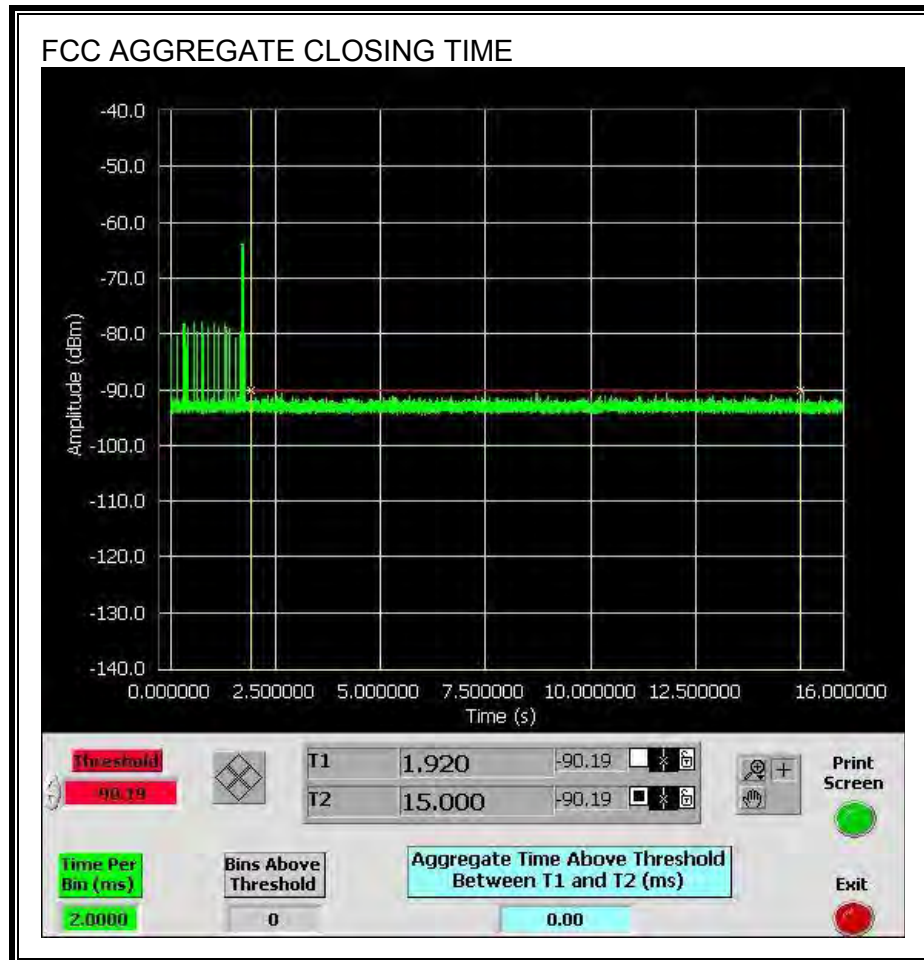 FCC AGGREGATE CLOSING TIME
-40.0
-50.0
-60.0
-70.0
-80.0
-90.0
-100.0
-110.0
-120.0
-130.0
-140.0
Amplitude (dBm)
0.000000 2.500000 5.000000 7.500000 10.000000 12.500000 16.000000
Time (s)
Threshold
-90.19
T1 1.920 -90.19
T2 15.000 -90.19
Print
Screen
Time Per
Bin (ms)
2.0000
Bins Above
Threshold
0
Aggregate Time Above Threshold
Between T1 and T2 (ms)
0.00
Exit